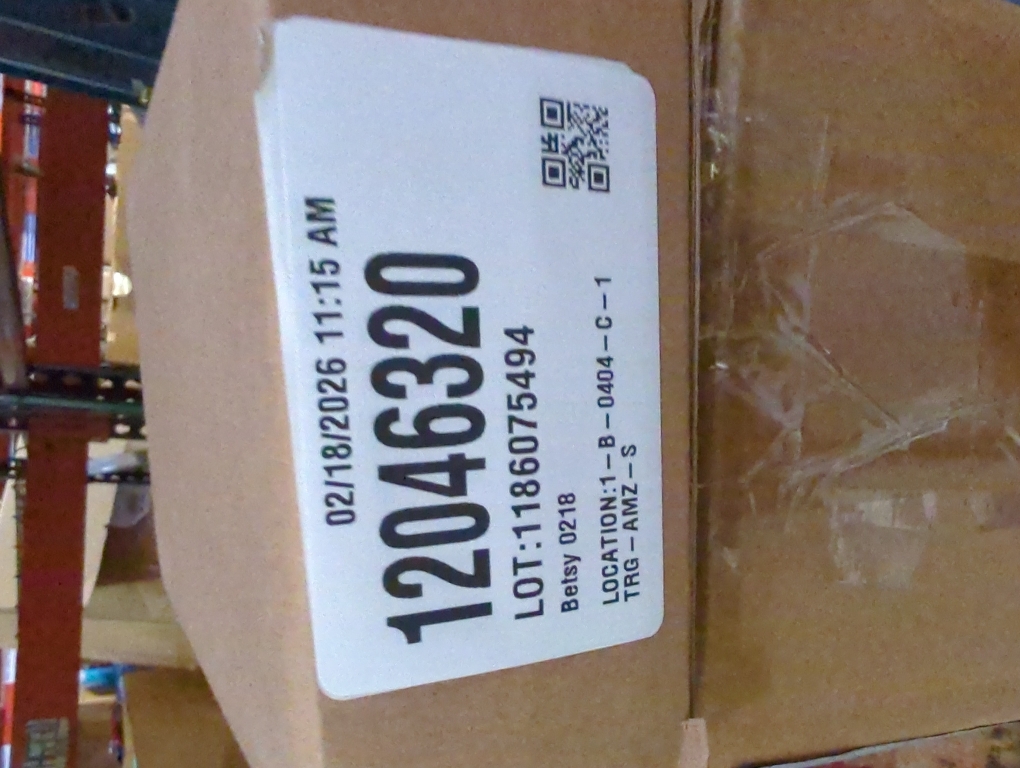 02/18/2026 11:15 AM
12046320
LOT:1186075494
Betsy 0218
LOCATION:1-B-0404-C-1
TRG-AMZ-S